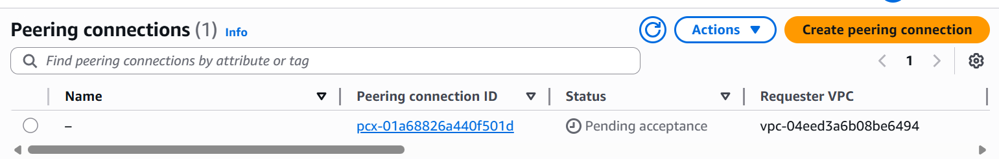 Peering connections (1) Info Actions Create peering connection
Find peering connections by attribute or tag 1
Name Peering connection ID Status Requester VPC
– pcx-01a68826a440f501d Pending acceptance vpc-04eed3a6b08be6494